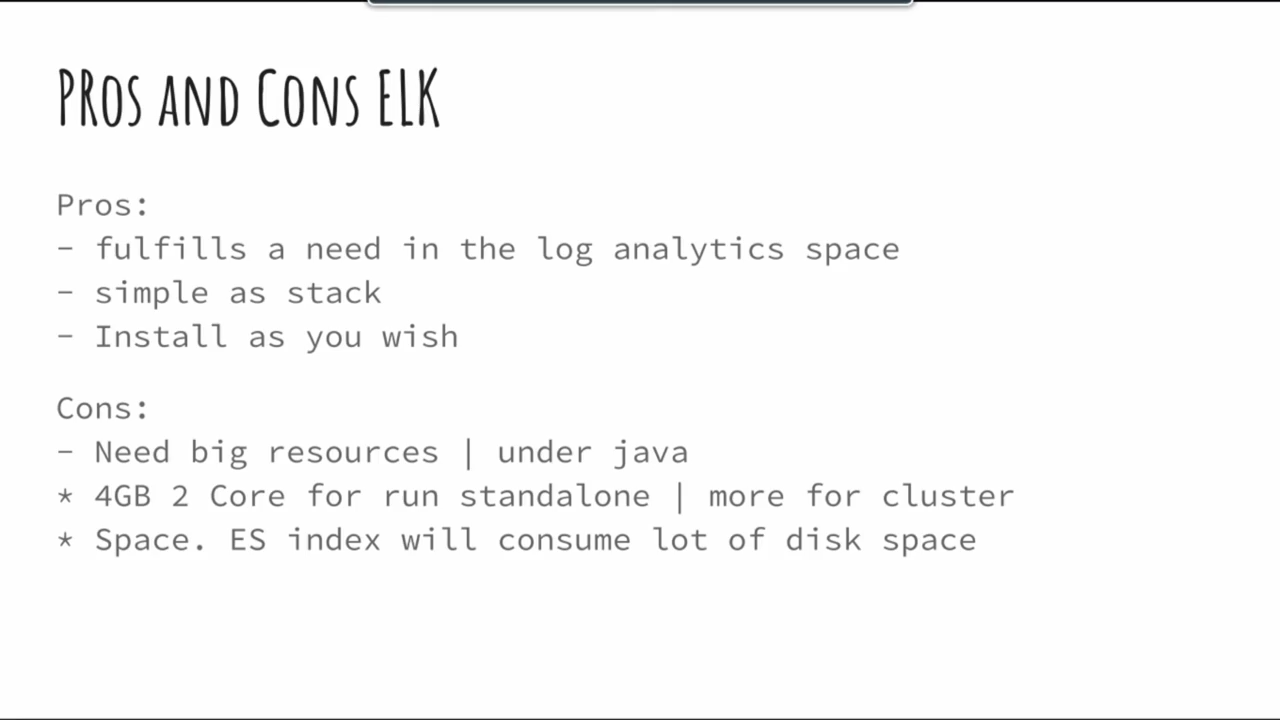 PROS AND CONS ELK
Pros:
- fulfills a need in the log analytics space
- simple as stack
- Install as you wish
Cons:
- Need big resources | under java
* 4GB 2 Core for run standalone | more for cluster
* Space. ES index will consume lot of disk space